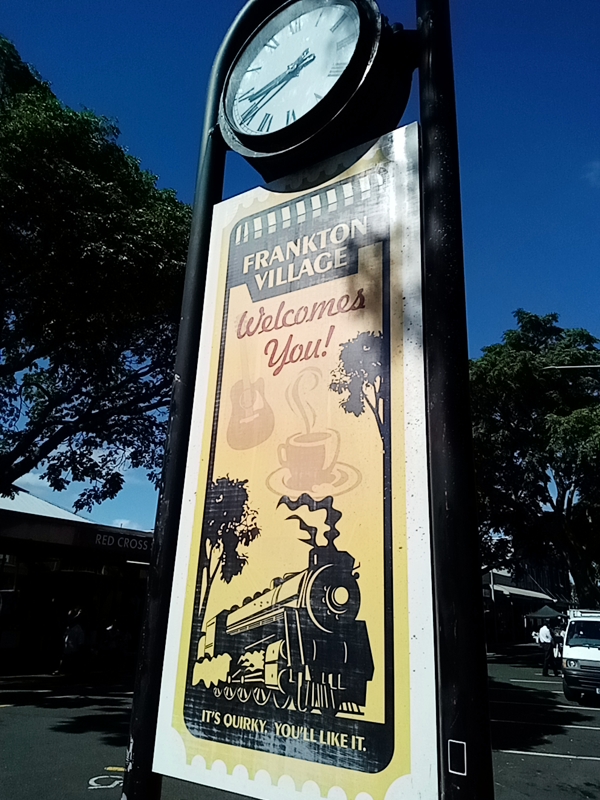 FRANKTON
VILLAGE
Welcomes
You!
RED CROSS
IT'S QUIRKY. YOU'LL LIKE IT.